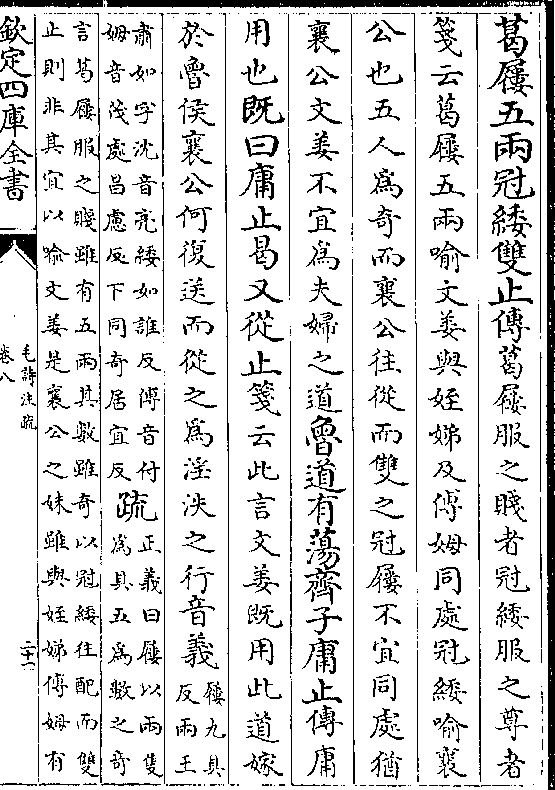 葛屨五兩冠緌雙止傳葛屨服之賤者冠緌服之尊者
箋云葛屨五兩喻文姜與姪娣及傅姆同處冠緌喻襄
公也五人為奇而襄公往從而雙之冠屨不宜同處猶
襄公文姜不宜為夫婦之道魯道有蕩齊子庸止傳庸
用也既曰庸止曷又從止箋云此言文姜既用此道嫁
於魯侯襄公何復送而從之為淫泆之行音義屨九具
反兩王
肅如字沈音亮緌如誰反傅音付
姆音茂處昌慮反下同奇居宜反疏正義曰屨以兩隻
為具五為數之奇
言葛屨服之賤雖有五兩其數雖奇以冠緌往配而雙
止則非其宜以喻文姜是襄公之妹雖與姪娣傅姆有
欽定四庫全書
毛詩注疏
卷八
二十一